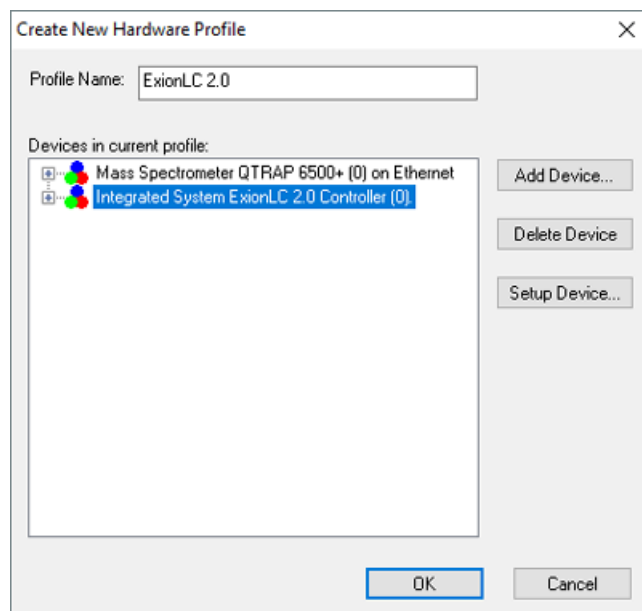 Create New Hardware Profile
Profile Name: ExionLC 2.0
Devices in current profile:
Mass Spectrometer QTRAP 6500+ (0) on Ethernet
Integrated System ExionLC 2.0 Controller (0).
Add Device...
Delete Device
Setup Device...
OK Cancel